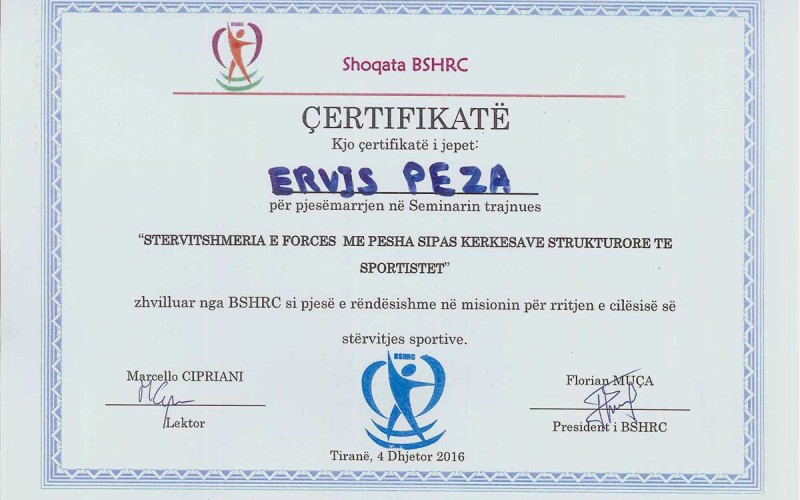 BSHRC
Shoqata BSHRC
ÇERTIFIKATË
Kjo çertifikatë i jepet:
ERVIS PEZA
për pjesëmarrjen në Seminarin trajnues
“STERVITSHMERIA E FORCES ME PESHA SIPAS KERKESAVE STRUKTURORE TE
SPORTISTET”
zhvilluar nga BSHRC si pjesë e rëndësishme në misionin për rritjen e cilësisë së
stërvitjes sportive.
BSHRC
Marcello CIPRIANI
Lektor
Florian MUÇA
President i BSHRC
Tiranë, 4 Dhjetor 2016